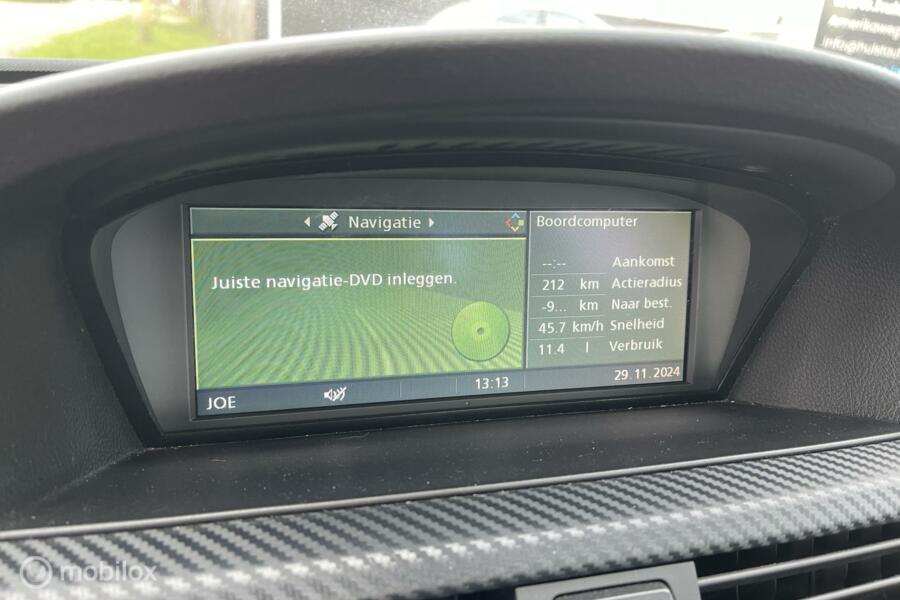 Navigatie
Boordcomputer
Juiste navigatie-DVD inleggen.
--:-- Aankomst
212 km Actieradius
-9... km Naar best.
45.7 km/h Snelheid
11.4 l Verbruik
JOE
13:13
29.11.2024
mobilox